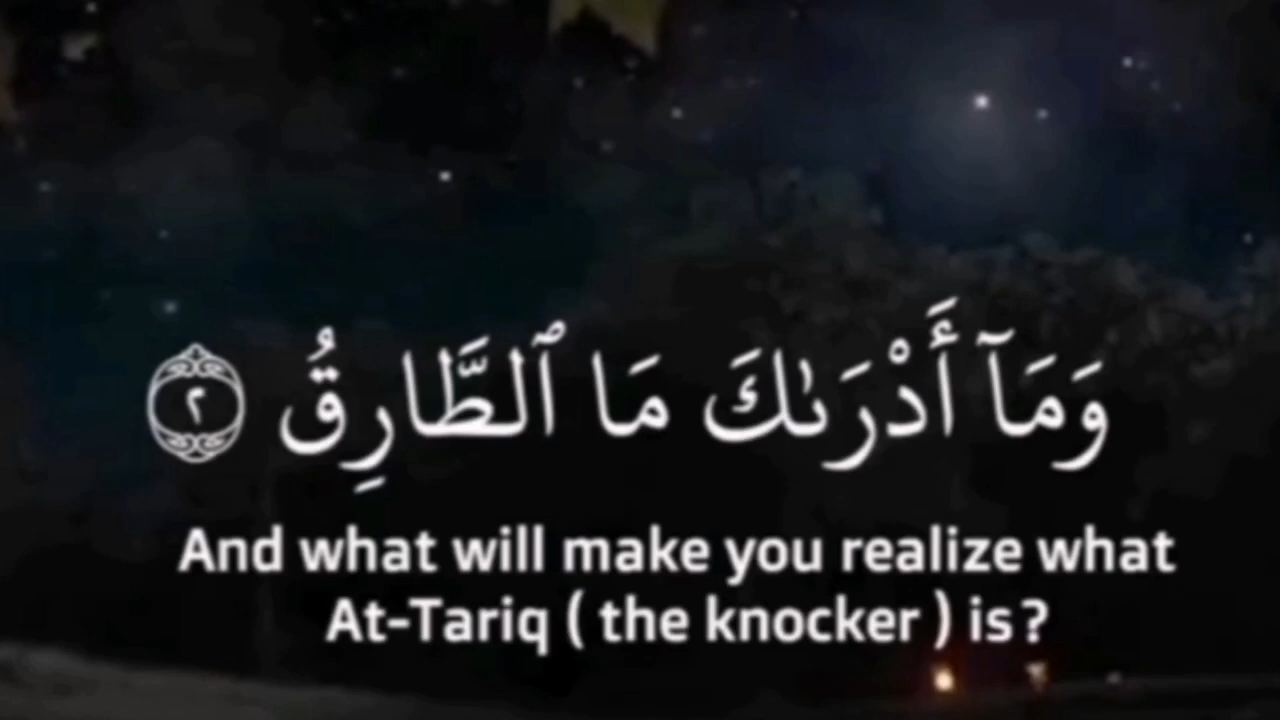 وَمَآ أَدْرَىٰكَ مَا ٱلطَّارِقُ ٢
And what will make you realize what
At-Tariq ( the knocker ) is?